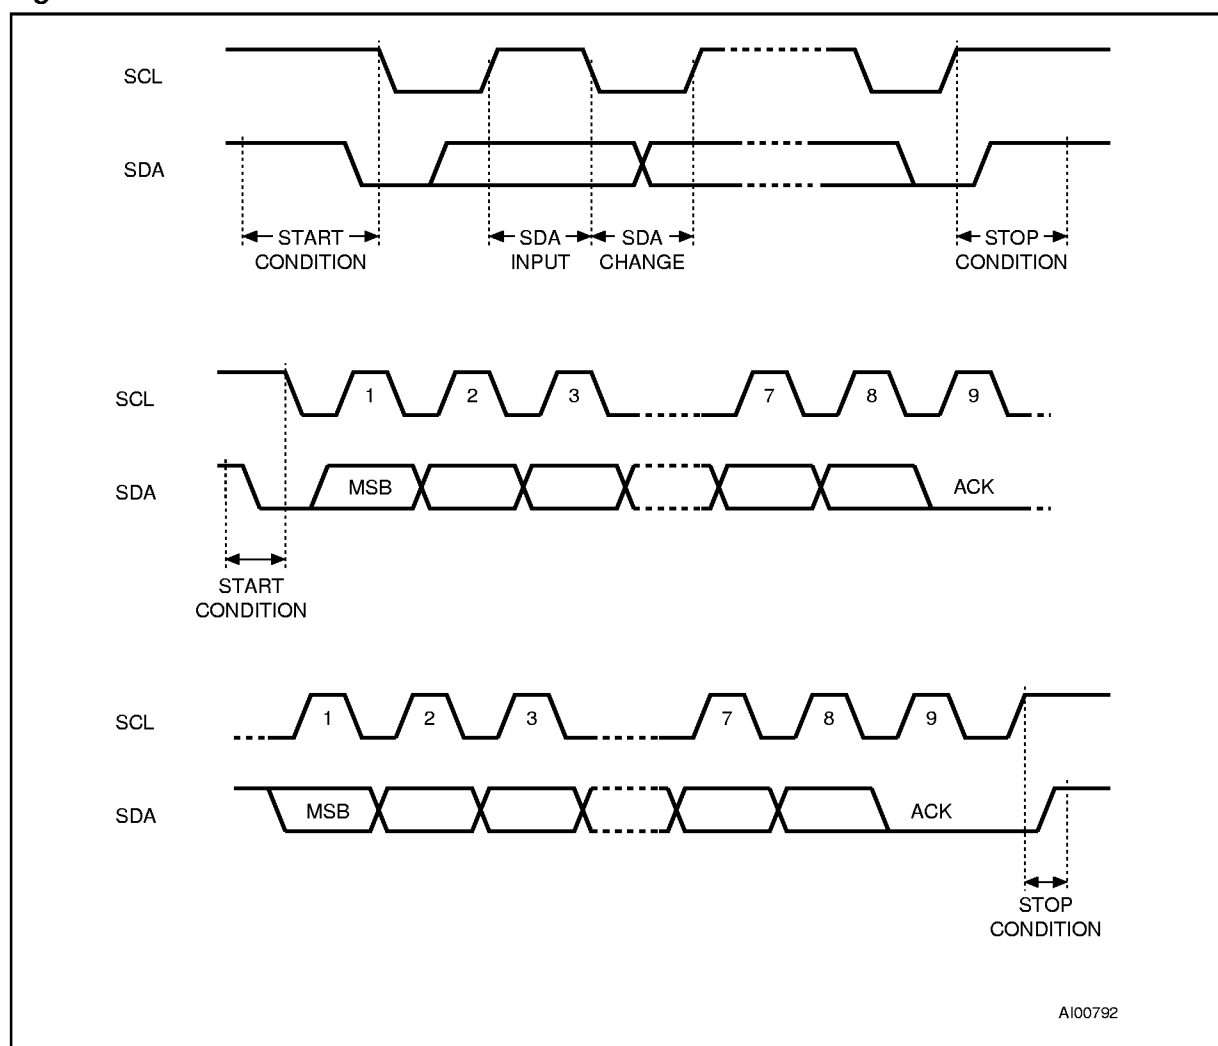 SCL
SDA
START
CONDITION
SDA
INPUT
SDA
CHANGE
STOP
CONDITION
SCL
1 2 3 7 8 9
SDA
MSB ACK
START
CONDITION
SCL
1 2 3 7 8 9
SDA
MSB ACK
STOP
CONDITION
AI00792